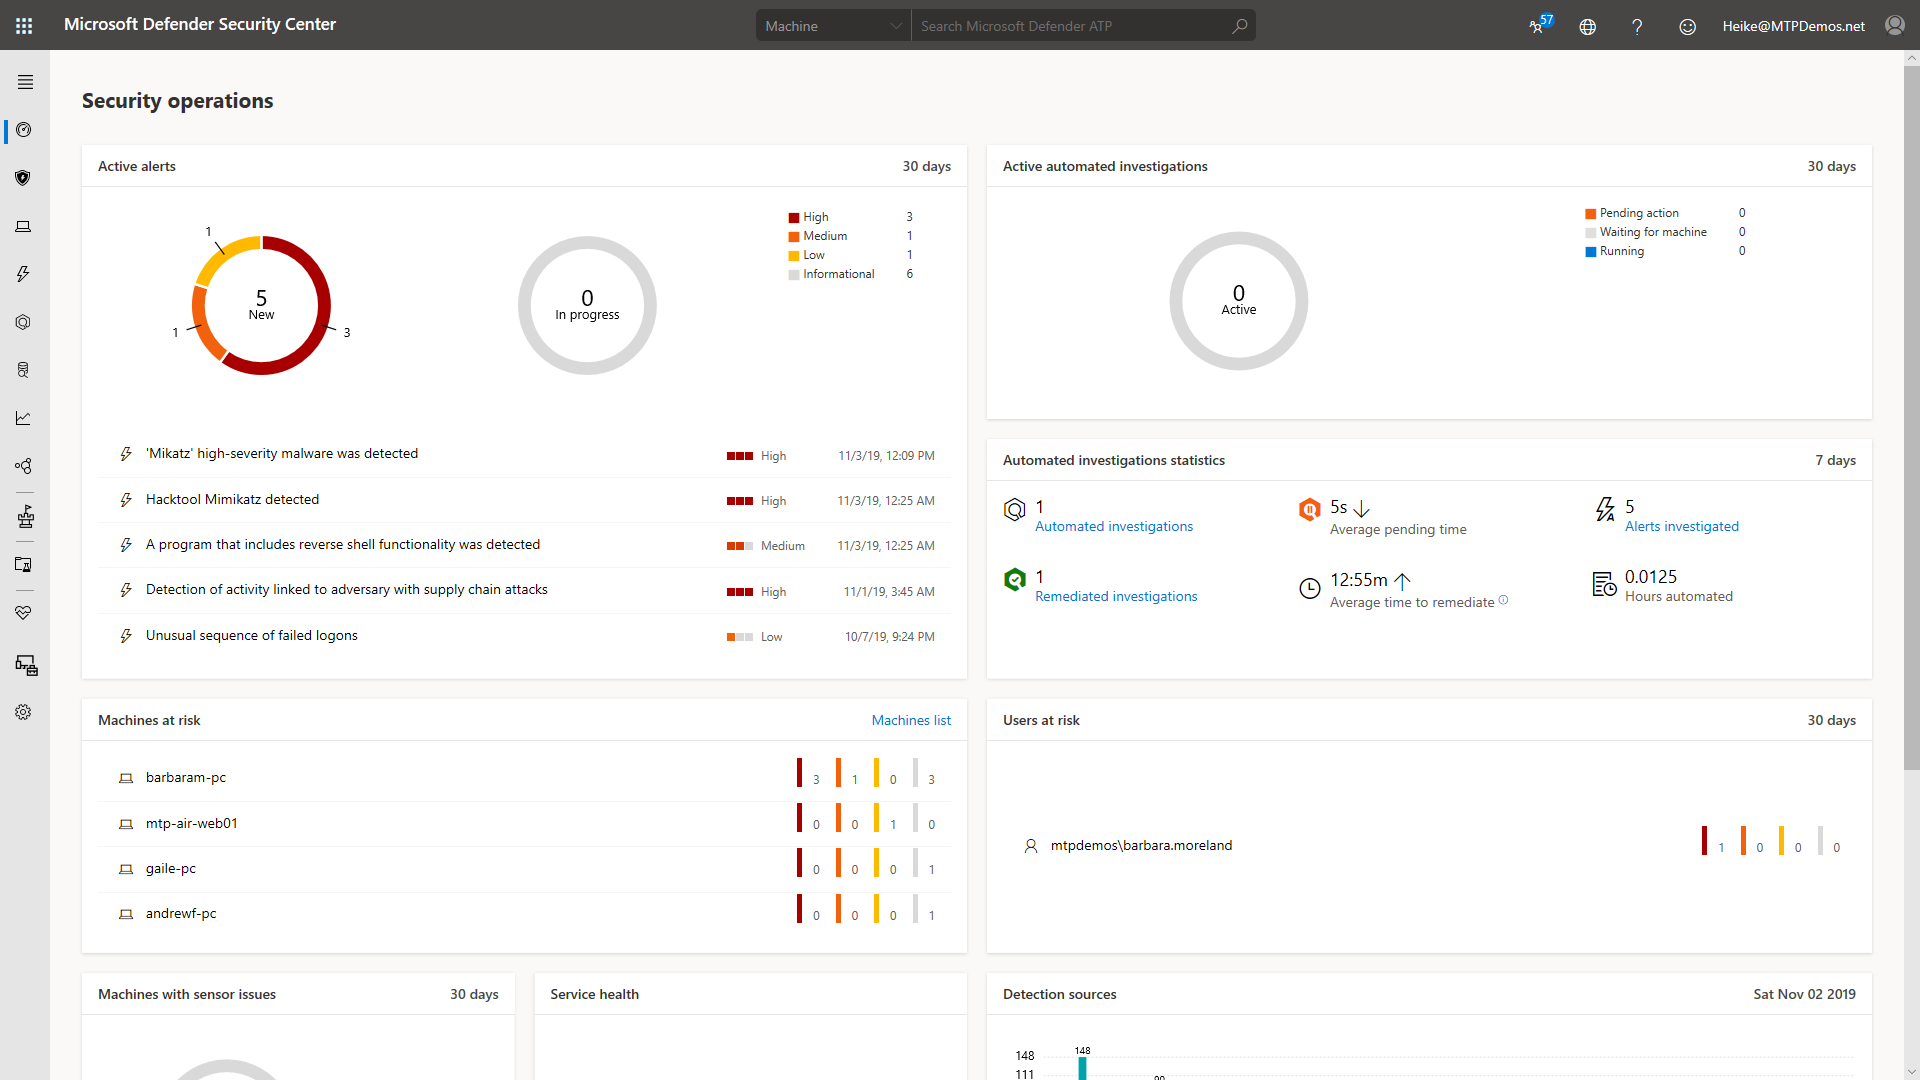 Microsoft Defender Security Center
Machine
Search Microsoft Defender ATP
57
Heike@MTPDemos.net
Security operations
Active alerts
30 days
1
5
New
1
3
0
In progress
High 3
Medium 1
Low 1
Informational 6
'Mikatz' high-severity malware was detected High 11/3/19, 12:09 PM
Hacktool Mimikatz detected High 11/3/19, 12:25 AM
A program that includes reverse shell functionality was detected Medium 11/3/19, 12:25 AM
Detection of activity linked to adversary with supply chain attacks High 11/1/19, 3:45 AM
Unusual sequence of failed logons Low 10/7/19, 9:24 PM
Active automated investigations
30 days
0
Active
Pending action 0
Waiting for machine 0
Running 0
Automated investigations statistics
7 days
1
Automated investigations
5s
Average pending time
5
Alerts investigated
1
Remediated investigations
12:55m
Average time to remediate
0.0125
Hours automated
Machines at risk
Machines list
barbaram-pc 3 1 0 3
mtp-air-web01 0 0 1 0
gaile-pc 0 0 0 1
andrewf-pc 0 0 0 1
Users at risk
30 days
mtpdemos\barbara.moreland 1 0 0 0
Machines with sensor issues
30 days
Service health
Detection sources
Sat Nov 02 2019
148
148
111